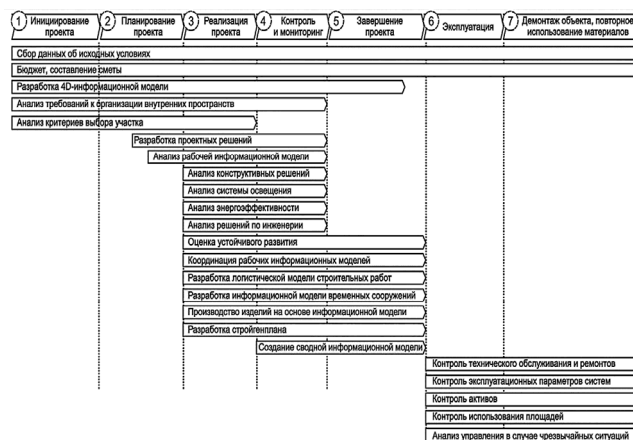 1 Инициирование проекта
2 Планирование проекта
3 Реализация проекта
4 Контроль и мониторинг
5 Завершение проекта
6 Эксплуатация
7 Демонтаж объекта, повторное использование материалов
Сбор данных об исходных условиях
Бюджет, составление сметы
Разработка 4D-информационной модели
Анализ требований к организации внутренних пространств
Анализ критериев выбора участка
Разработка проектных решений
Анализ рабочей информационной модели
Анализ конструктивных решений
Анализ системы освещения
Анализ энергоэффективности
Анализ решений по инженерии
Оценка устойчивого развития
Координация рабочих информационных моделей
Разработка логистической модели строительных работ
Разработка информационной модели временных сооружений
Производство изделий на основе информационной модели
Разработка стройгенплана
Создание сводной информационной модели
Контроль технического обслуживания и ремонтов
Контроль эксплуатационных параметров систем
Контроль активов
Контроль использования площадей
Анализ управления в случае чрезвычайных ситуаций